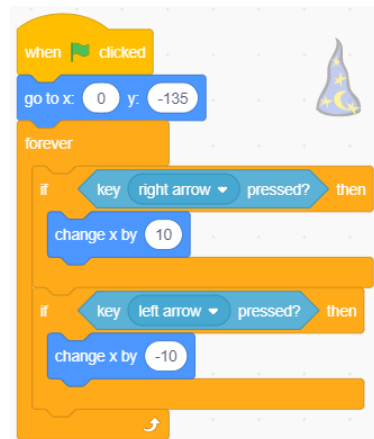 when clicked
go to x: 0 y: -135
forever
if key right arrow pressed? then
change x by 10
if key left arrow pressed? then
change x by -10